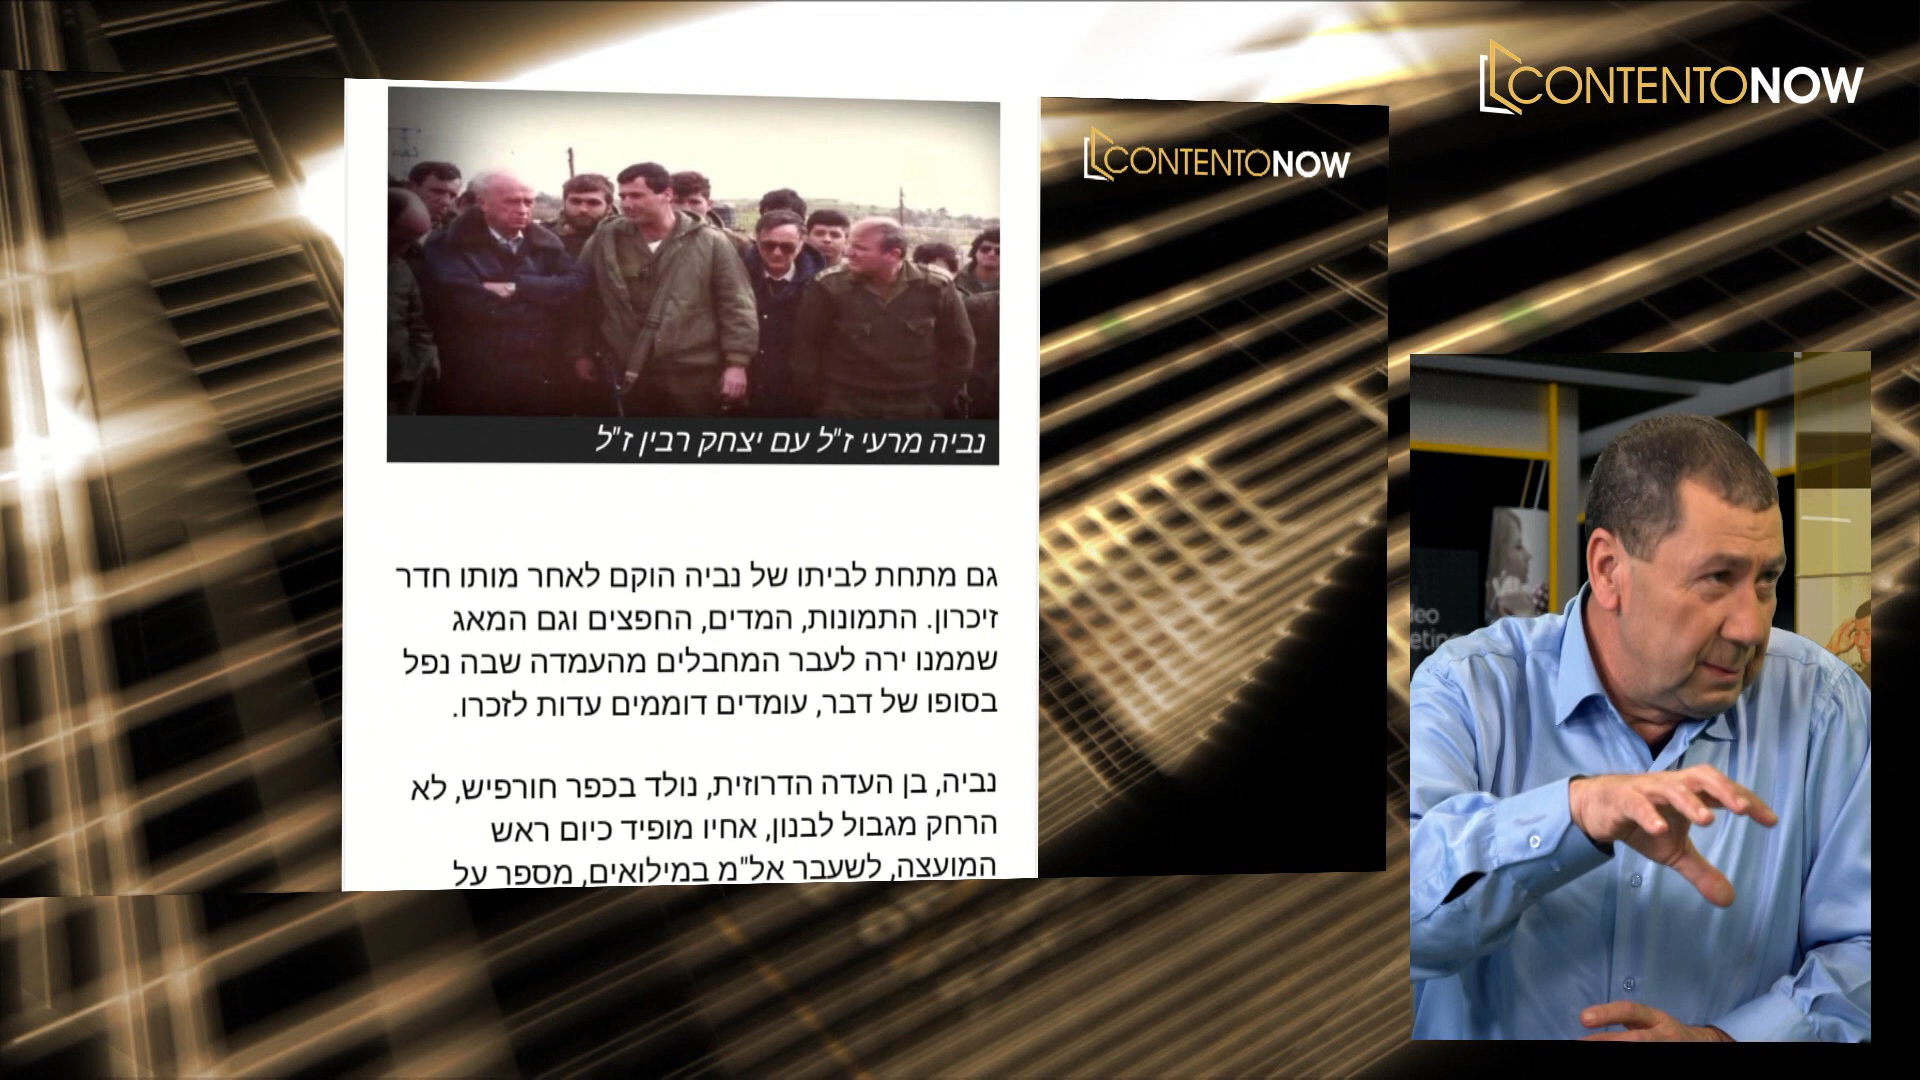 CONTENTONOW
CONTENTONOW
נביה מרעי ז"ל עם יצחק רבין ז"ל
גם מתחת לביתו של נביה הוקם לאחר מותו חדר
זיכרון. התמונות, המדים, החפצים וגם המאג
שממנו ירה לעבר המחבלים מהעמדה שבה נפל
בסופו של דבר, עומדים דוממים עדות לזכרו.
נביה, בן העדה הדרוזית, נולד בכפר חורפיש, לא
הרחק מגבול לבנון, אחיו מופיד כיום ראש
המועצה, לשעבר אל"מ במילואים, מספר על